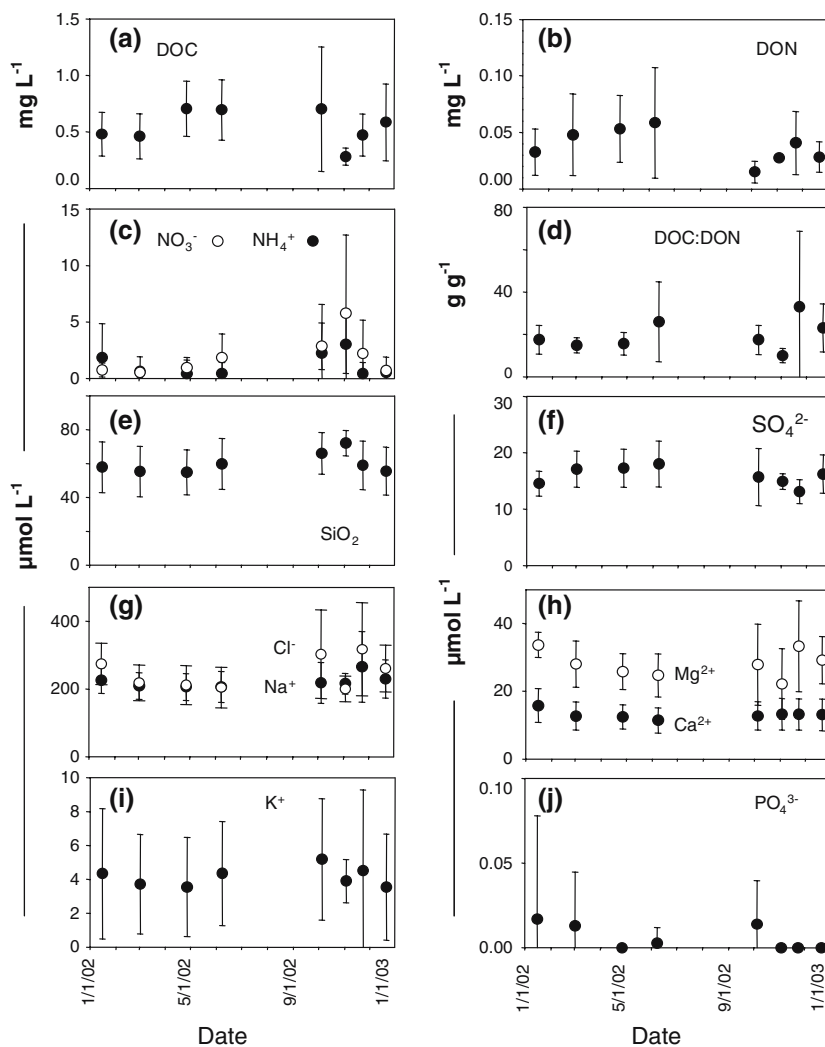 (a)
DOC
mg L⁻¹
1.5
1.0
0.5
0.0
(b)
DON
mg L⁻¹
0.15
0.10
0.05
0.00
(c)
NO₃⁻ NH₄⁺
15
10
5
0
(d)
DOC:DON
g g⁻¹
80
60
40
20
0
(e)
SiO₂
µmol L⁻¹
80
60
40
20
0
(f)
SO₄²⁻
30
20
10
0
(g)
Cl⁻
Na⁺
400
200
0
(h)
Mg²⁺
Ca²⁺
µmol L⁻¹
60
40
20
0
(i)
K⁺
10
8
6
4
2
0
1/1/02
5/1/02
9/1/02
1/1/03
Date
(j)
PO₄³⁻
0.10
0.05
0.00
1/1/02
5/1/02
9/1/02
1/1/03
Date